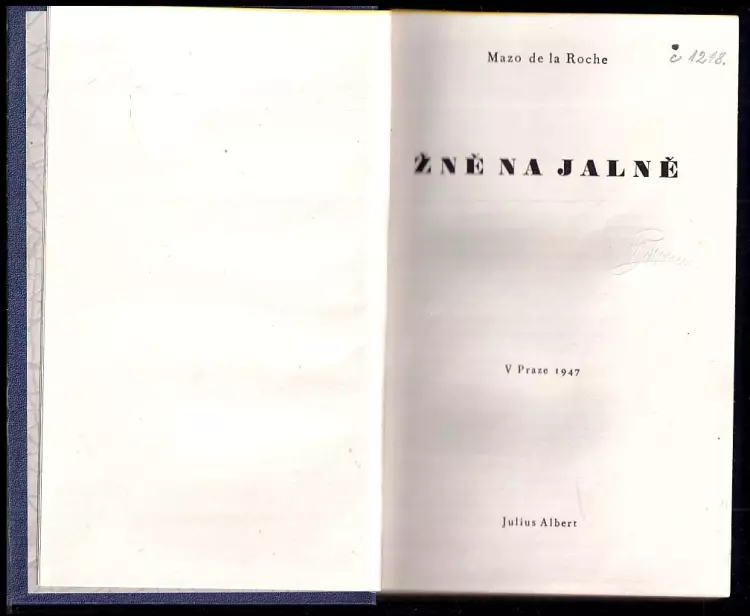 Mazo de la Roche
č 1218.
ŽNĚ NA JALNĚ
V Praze 1947
Julius Albert